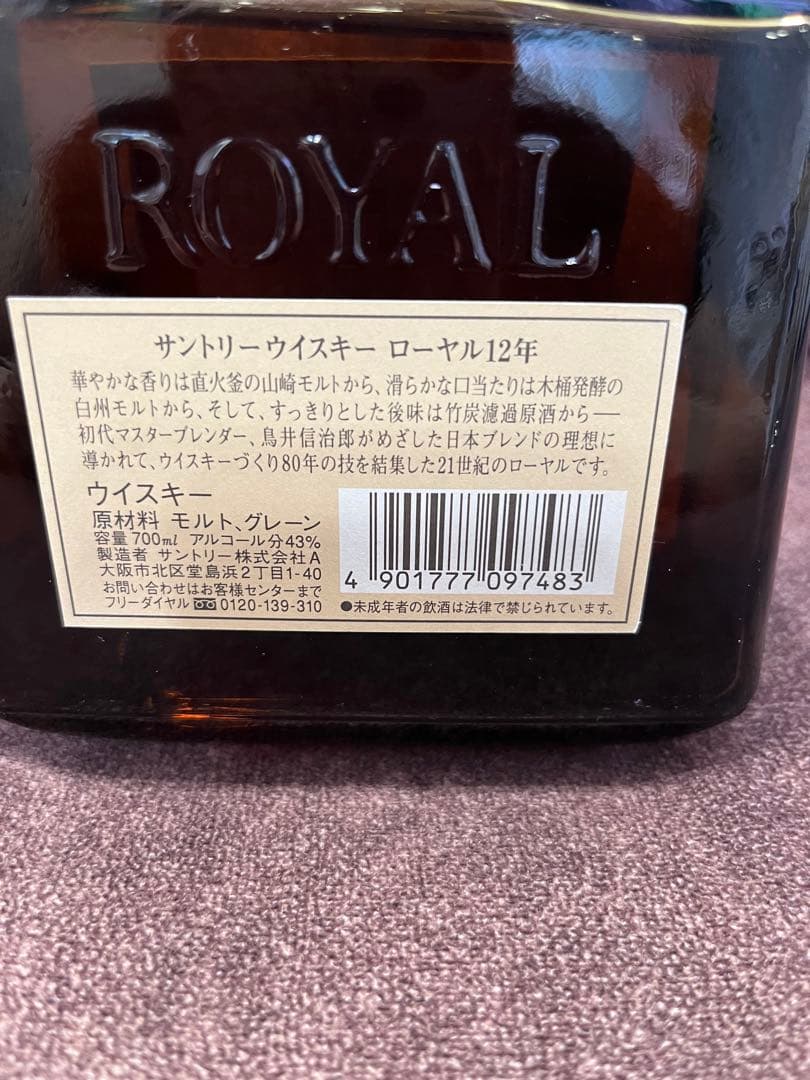 ROYAL
サントリーウイスキー ローヤル12年
華やかな香りは直火釜の山崎モルトから、滑らかな口当たりは木桶発酵の
白州モルトから、そして、すっきりとした後味は竹炭濾過原酒から──
初代マスターブレンダー、鳥井信治郎がめざした日本ブレンドの理想に
導かれて、ウイスキーづくり80年の技を結集した21世紀のローヤルです。
ウイスキー
原材料 モルト、グレーン
容量 700ml アルコール分43%
製造者 サントリー株式会社A
大阪市北区堂島浜2丁目1-40
お問い合わせはお客様センターまで
フリーダイヤル 0120-139-310
4 901777 097483
●未成年者の飲酒は法律で禁じられています。